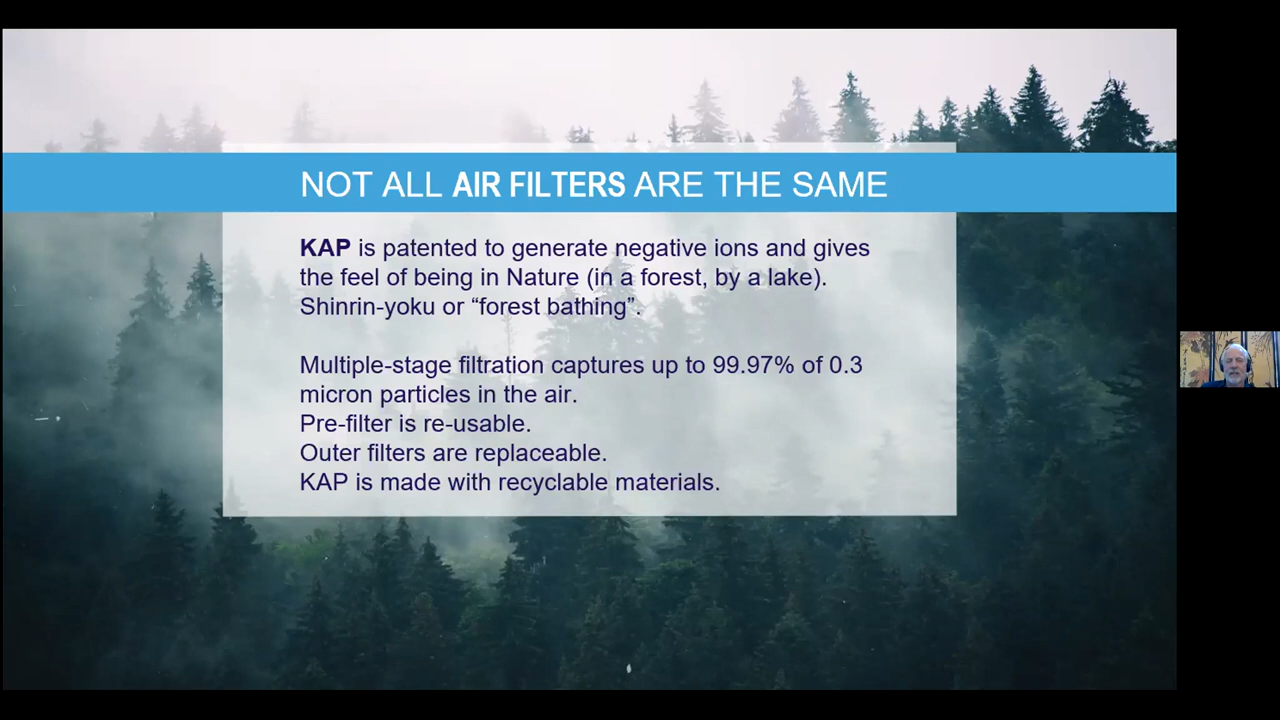 NOT ALL AIR FILTERS ARE THE SAME
KAP is patented to generate negative ions and gives
the feel of being in Nature (in a forest, by a lake).
Shinrin-yoku or “forest bathing”.
Multiple-stage filtration captures up to 99.97% of 0.3
micron particles in the air.
Pre-filter is re-usable.
Outer filters are replaceable.
KAP is made with recyclable materials.